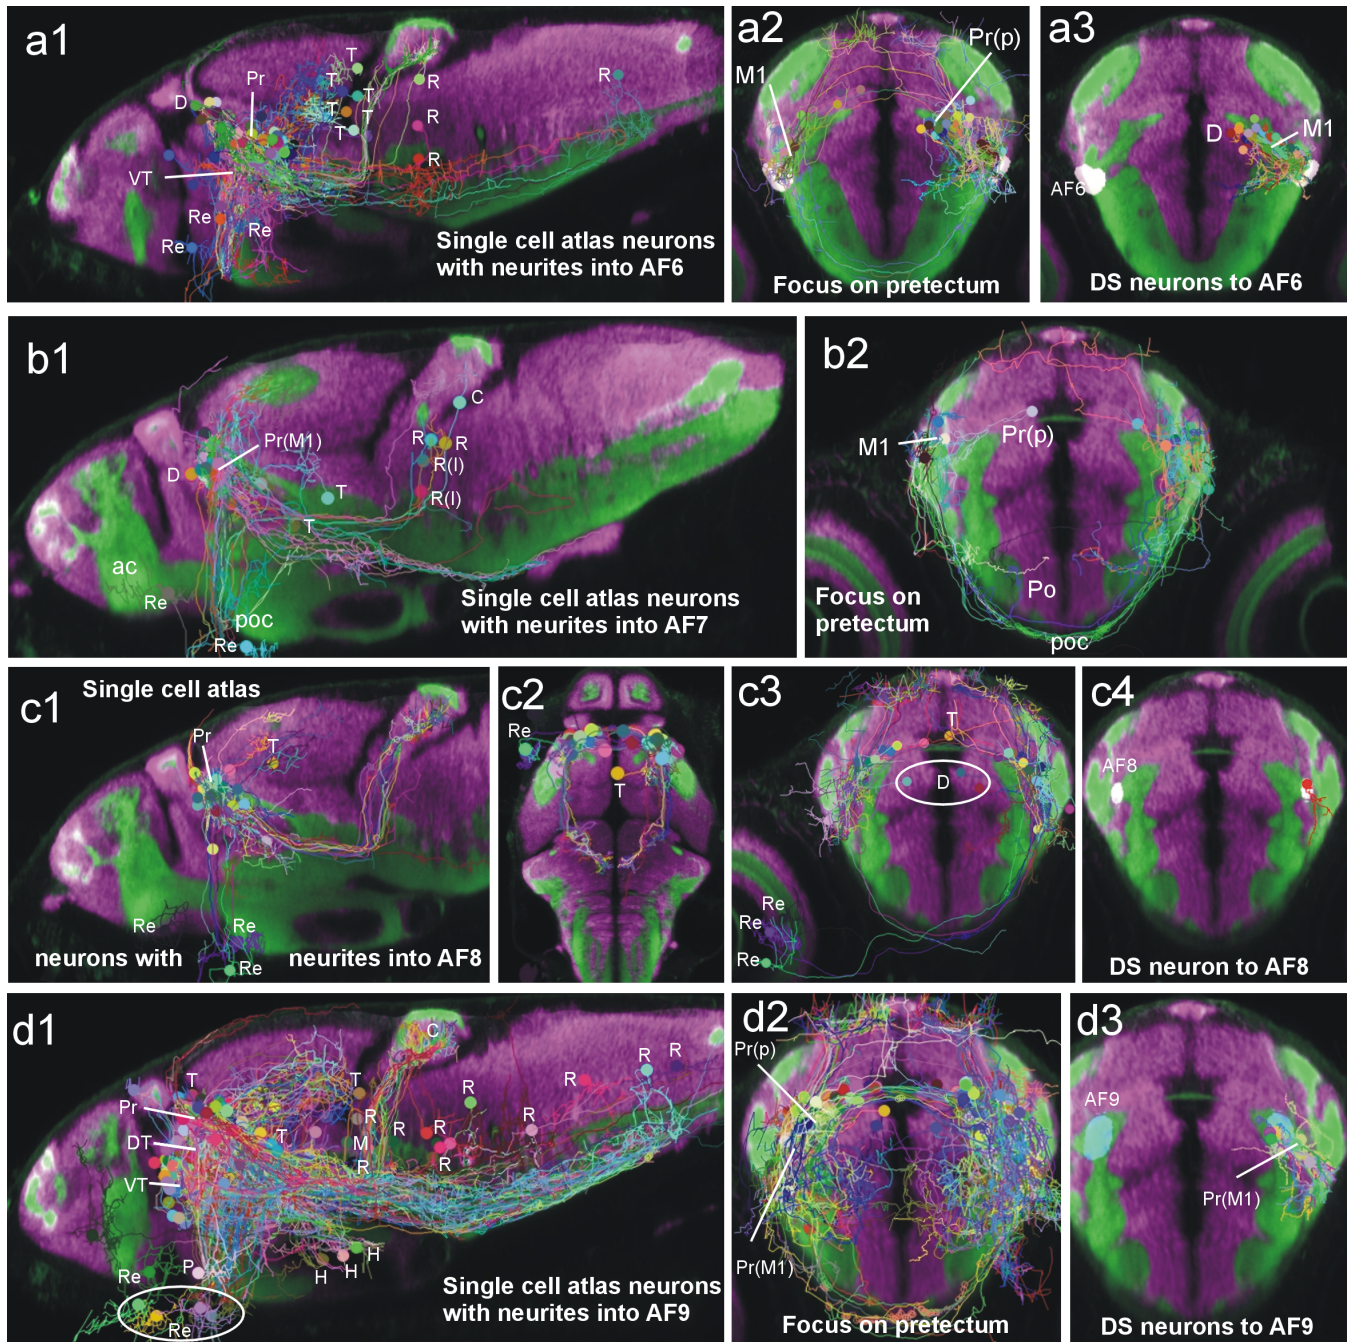 a1
D
Pr
T
T
T
T
T
R
R
R
R
VT
Re
Re
Re
Single cell atlas neurons
with neurites into AF6
a2
M1
Pr(p)
Focus on pretectum
a3
D
M1
AF6
DS neurons to AF6
b1
C
Pr(M1)
R
R
D
R(I)
T
R(I)
T
ac
Re
poc
Re
Single cell atlas neurons
with neurites into AF7
b2
M1
Pr(p)
Po
Focus on
pretectum
poc
c1
Single cell atlas
Pr
T
Re
Re
Re
neurons with
neurites into AF8
c2
Re
T
c3
T
D
Re
Re
Re
c4
AF8
DS neuron to AF8
d1
C
T
T
Pr
DT
VT
T
R
M
R
R
R
R
R
R
R
R
R
Re
P
H
H
H
Re
Single cell atlas neurons
with neurites into AF9
d2
Pr(p)
Pr(M1)
Focus on pretectum
d3
AF9
Pr(M1)
DS neurons to AF9